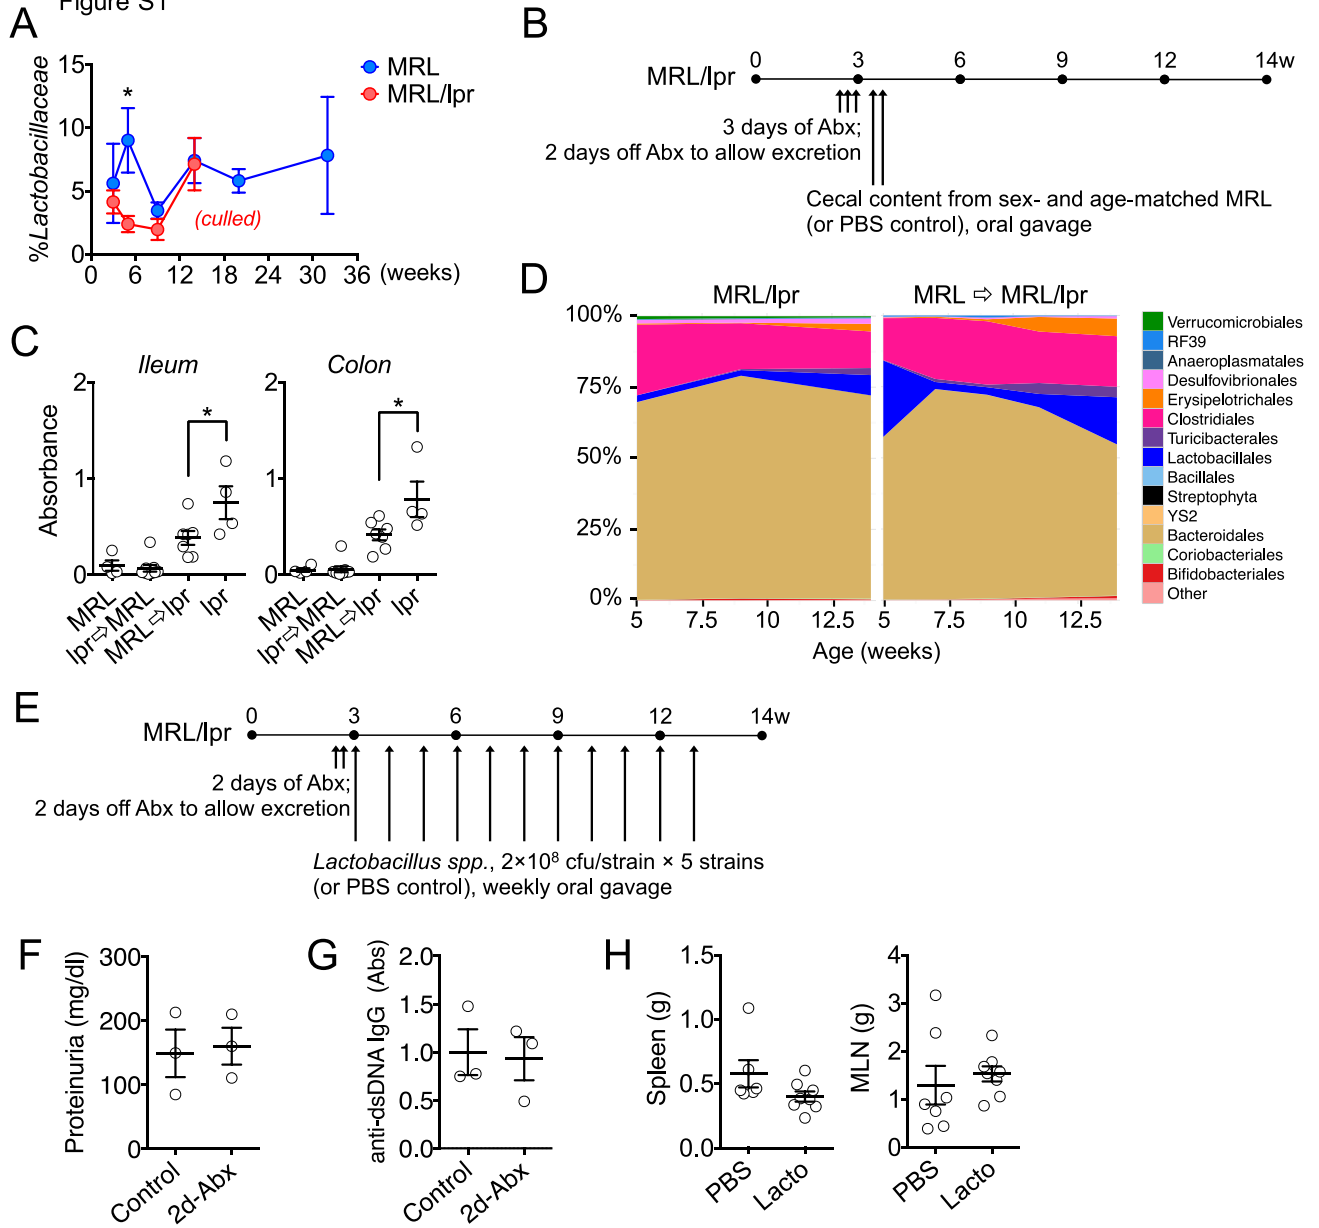 Figure S1
A
%Lactobacillaceae
15
10
5
0
*
MRL
MRL/lpr
(culled)
0 6 12 18 24 30 36 (weeks)
B
MRL/lpr
0 3 6 9 12 14w
3 days of Abx;
2 days off Abx to allow excretion
Cecal content from sex- and age-matched MRL
(or PBS control), oral gavage
C
Ileum
Colon
Absorbance
2
1
0
*
MRL
lpr⇨MRL
MRL⇨lpr
lpr
2
1
0
*
MRL
lpr⇨MRL
MRL⇨lpr
lpr
D
MRL/lpr
MRL ⇨ MRL/lpr
100%
75%
50%
25%
0%
5 7.5 10 12.5
5 7.5 10 12.5
Age (weeks)
Verrucomicrobiales
RF39
Anaeroplasmatales
Desulfovibrionales
Erysipelotrichales
Clostridiales
Turicibacterales
Lactobacillales
Bacillales
Streptophyta
YS2
Bacteroidales
Coriobacteriales
Bifidobacteriales
Other
E
MRL/lpr
0 3 6 9 12 14w
2 days of Abx;
2 days off Abx to allow excretion
Lactobacillus spp., 2×10⁸ cfu/strain × 5 strains
(or PBS control), weekly oral gavage
F
Proteinuria (mg/dl)
300
200
100
0
Control
2d-Abx
G
anti-dsDNA IgG (Abs)
2.0
1.5
1.0
0.5
0.0
Control
2d-Abx
H
Spleen (g)
1.5
1.0
0.5
0.0
PBS
Lacto
MLN (g)
4
3
2
1
0
PBS
Lacto